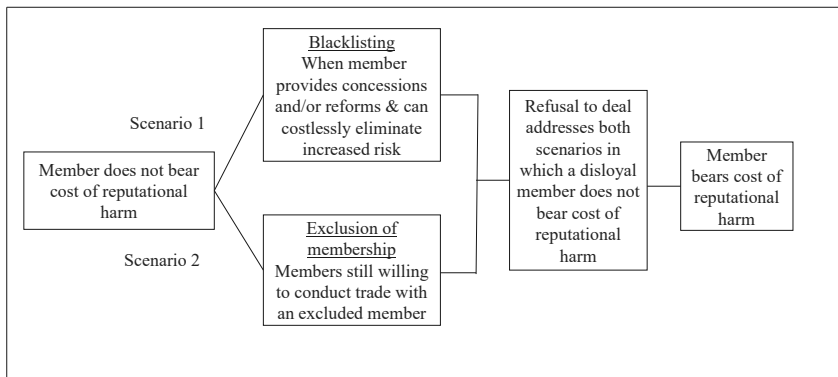 Scenario 1
Member does not bear
cost of reputational
harm
Scenario 2
Blacklisting
When member
provides concessions
and/or reforms & can
costlessly eliminate
increased risk
Exclusion of
membership
Members still willing
to conduct trade with
an excluded member
Refusal to deal
addresses both
scenarios in
which a disloyal
member does not
bear cost of
reputational
harm
Member
bears cost of
reputational
harm